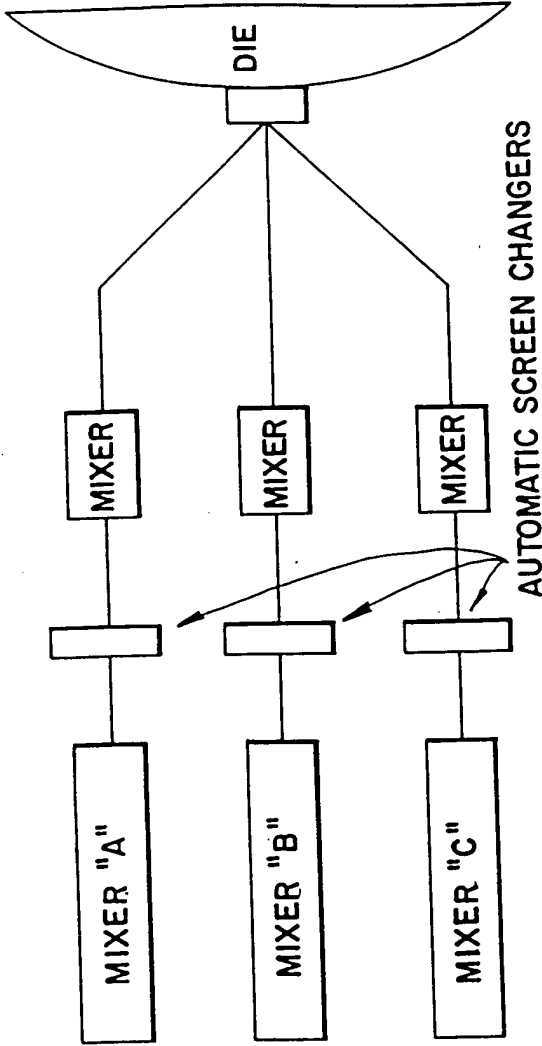 MIXER "A"
MIXER
MIXER "B"
MIXER
MIXER "C"
MIXER
DIE
AUTOMATIC SCREEN CHANGERS